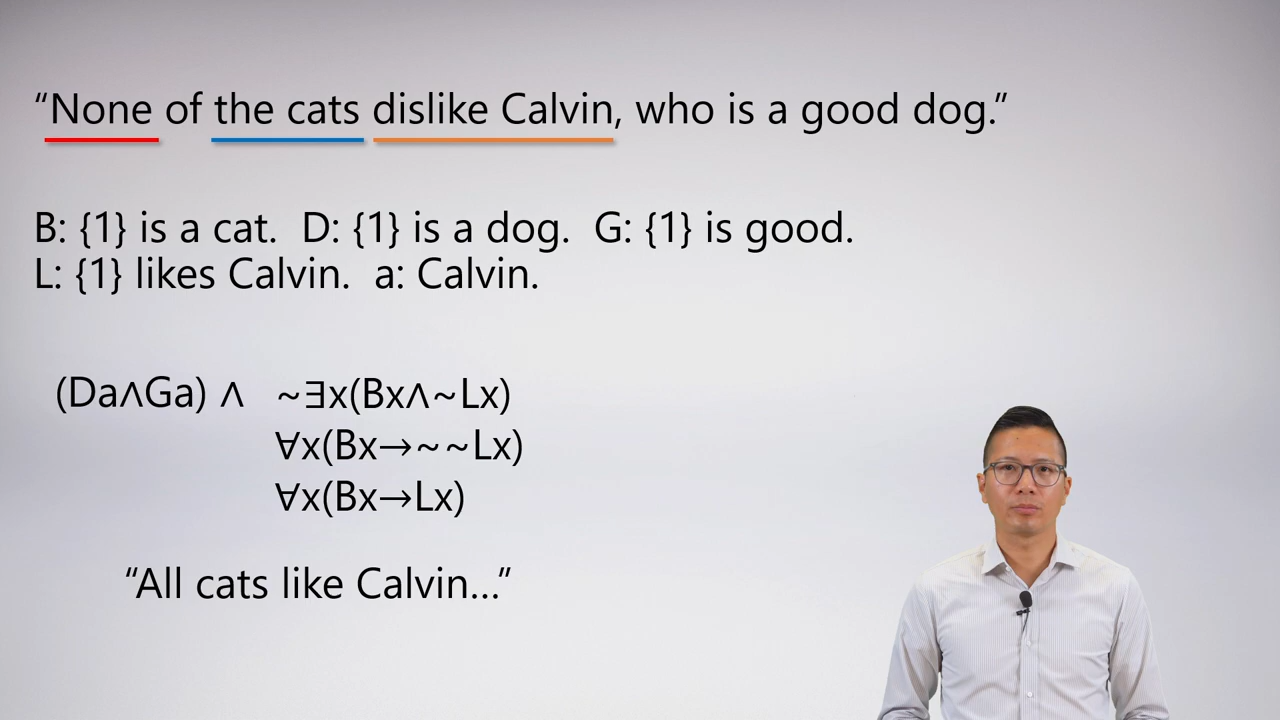 “None of the cats dislike Calvin, who is a good dog.”
B: {1} is a cat.  D: {1} is a dog.  G: {1} is good.
L: {1} likes Calvin.  a: Calvin.
(Da∧Ga) ∧ ~∃x(Bx∧~Lx)
∀x(Bx→~~Lx)
∀x(Bx→Lx)
“All cats like Calvin…”